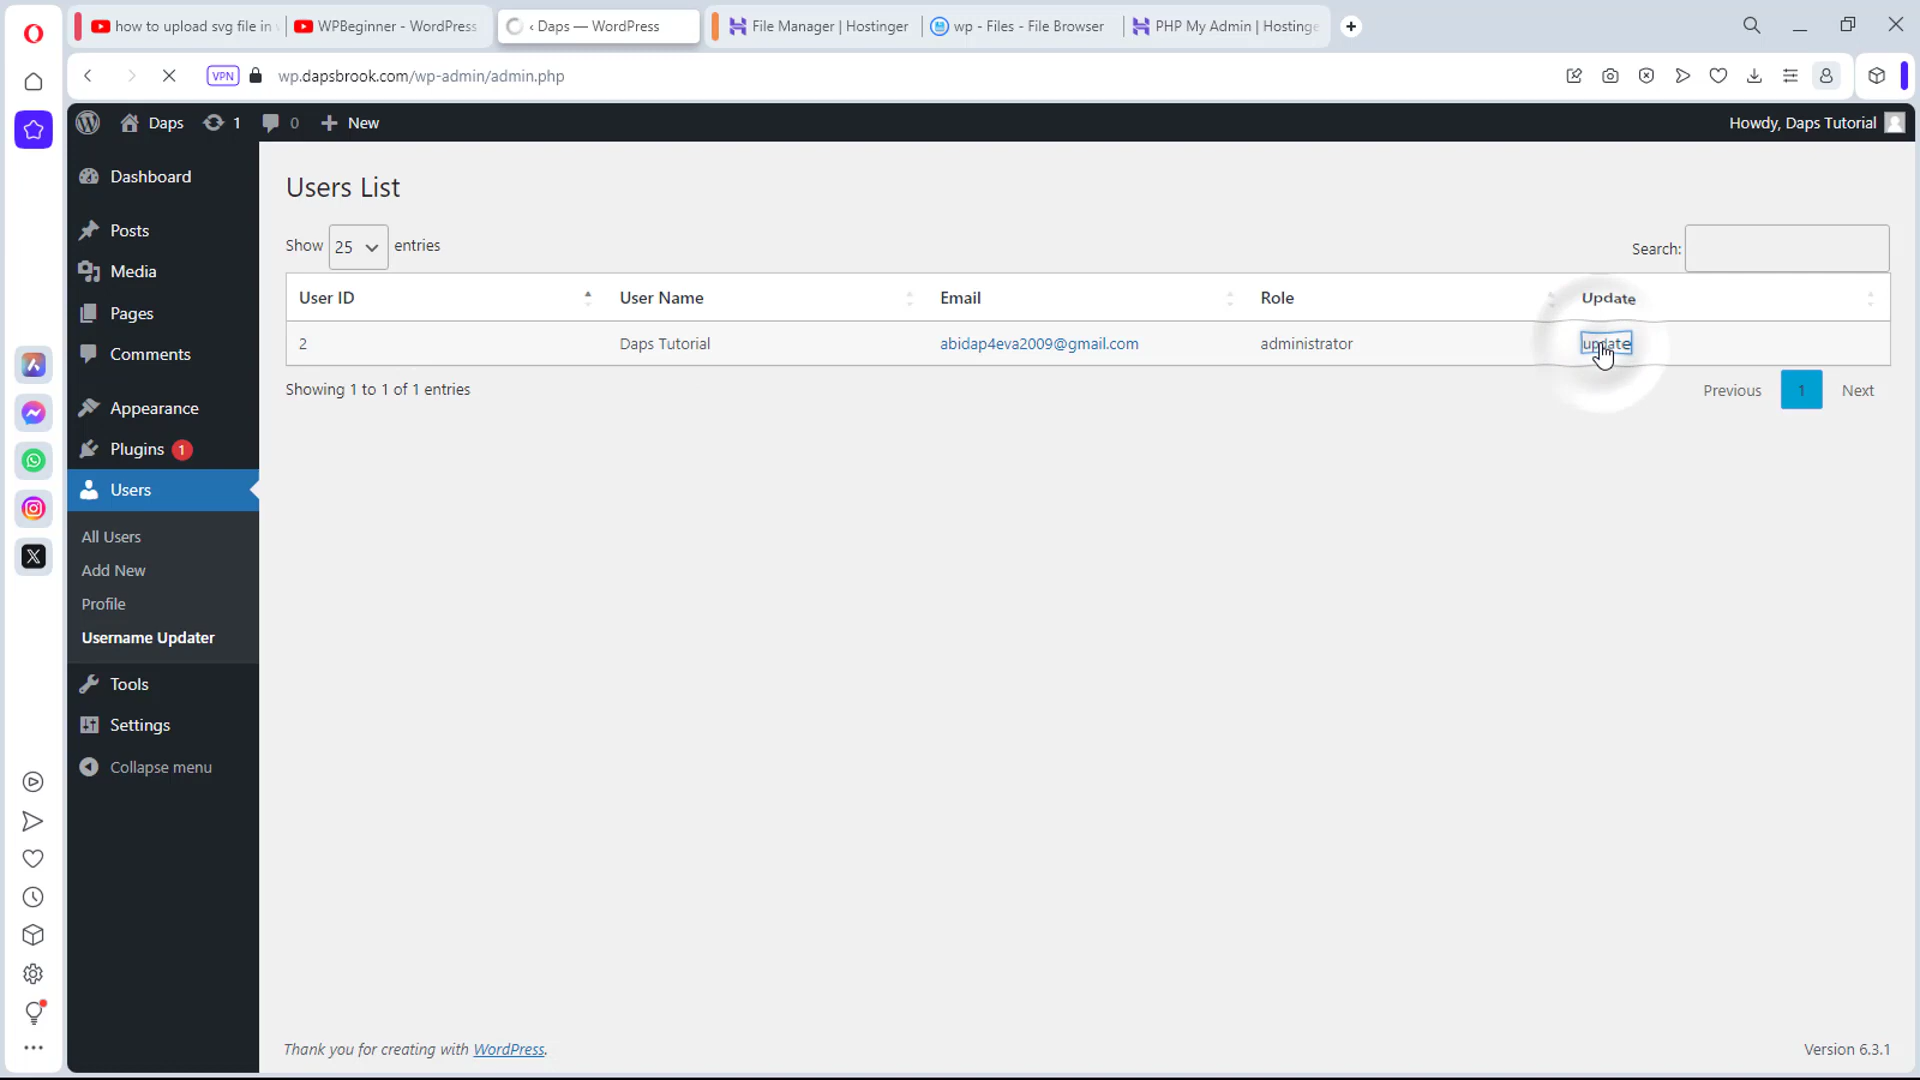 how to upload svg file in v
WPBeginner - WordPress
‹ Daps — WordPress
File Manager | Hostinger
wp - Files - File Browser
PHP My Admin | Hostinge
VPN
wp.dapsbrook.com/wp-admin/admin.php
Daps
1
0
New
Howdy, Daps Tutorial
Dashboard
Posts
Media
Pages
Comments
Appearance
Plugins 1
Users
All Users
Add New
Profile
Username Updater
Tools
Settings
Collapse menu
Users List
Show 25 entries
Search:
User ID User Name Email Role Update
2 Daps Tutorial abidap4eva2009@gmail.com administrator update
Showing 1 to 1 of 1 entries
Previous 1 Next
Thank you for creating with WordPress.
Version 6.3.1